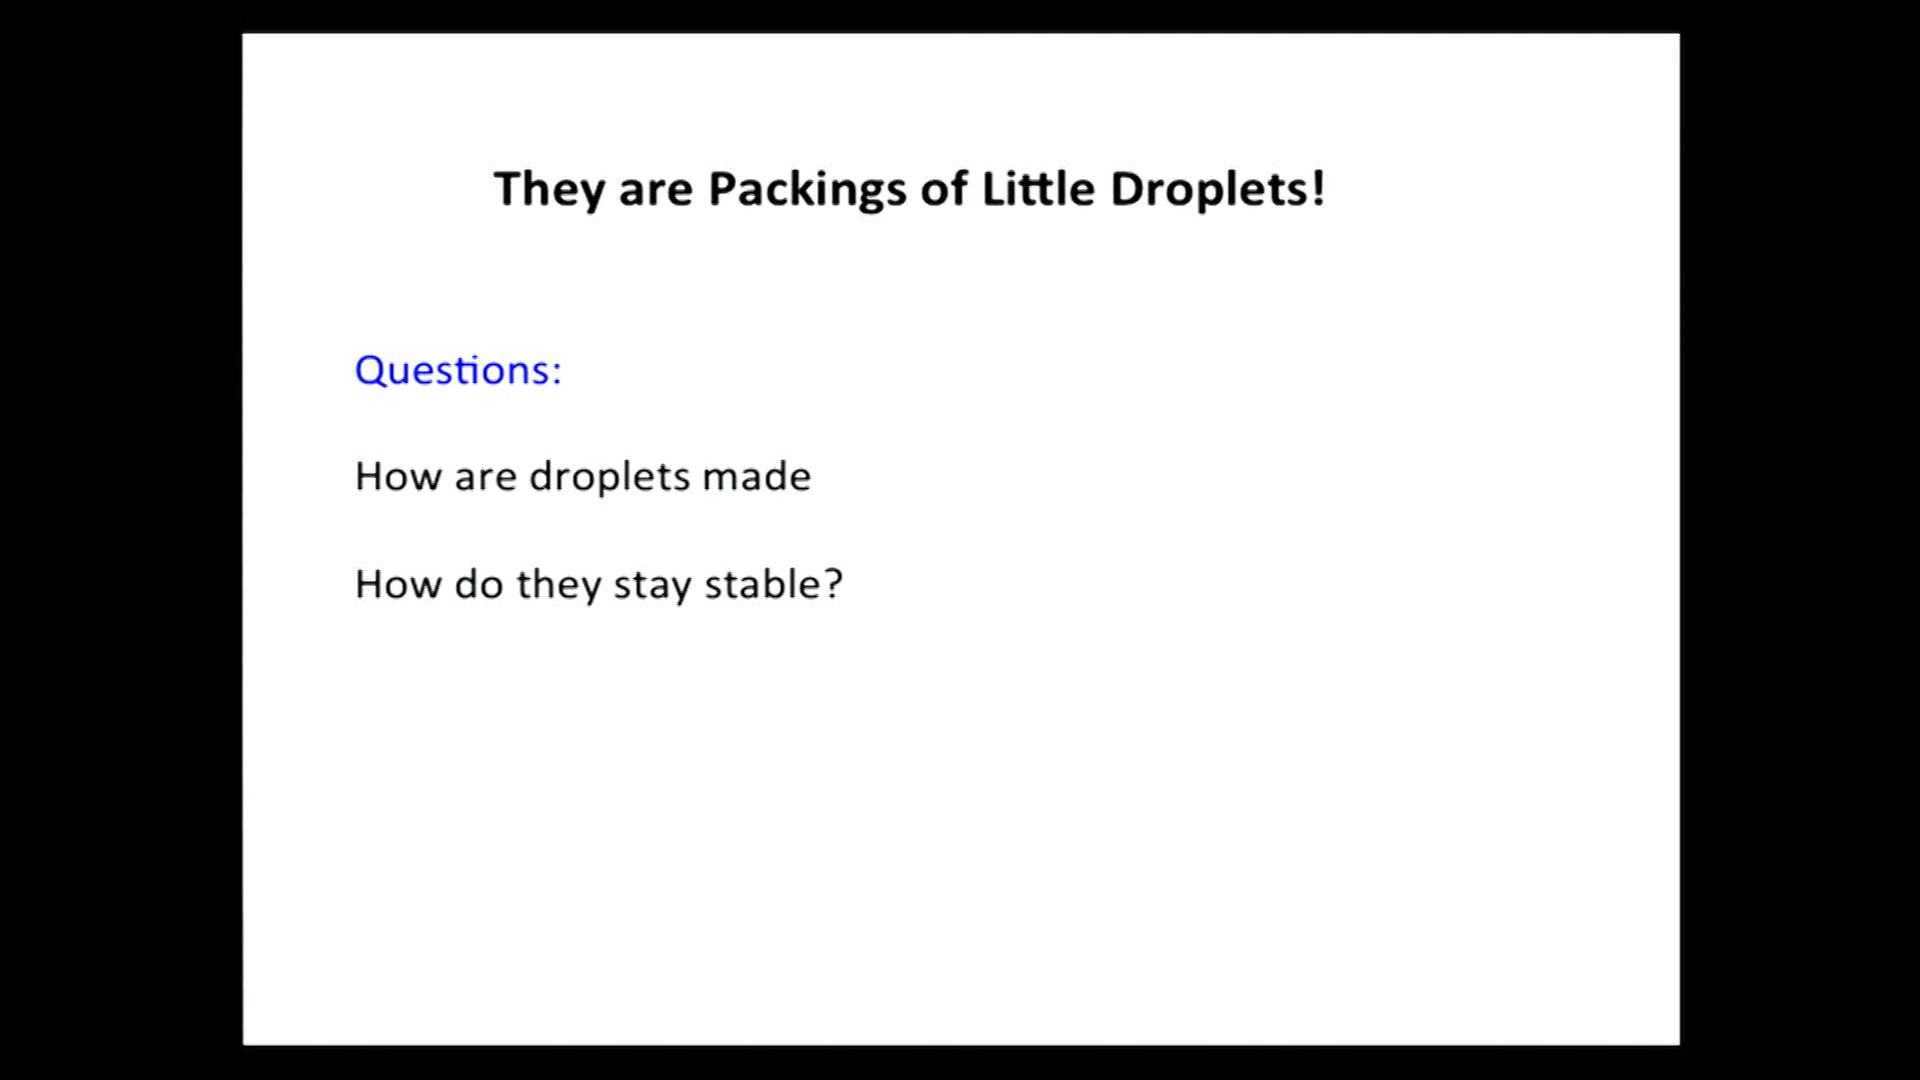 They are Packings of Little Droplets!
Questions:
How are droplets made
How do they stay stable?